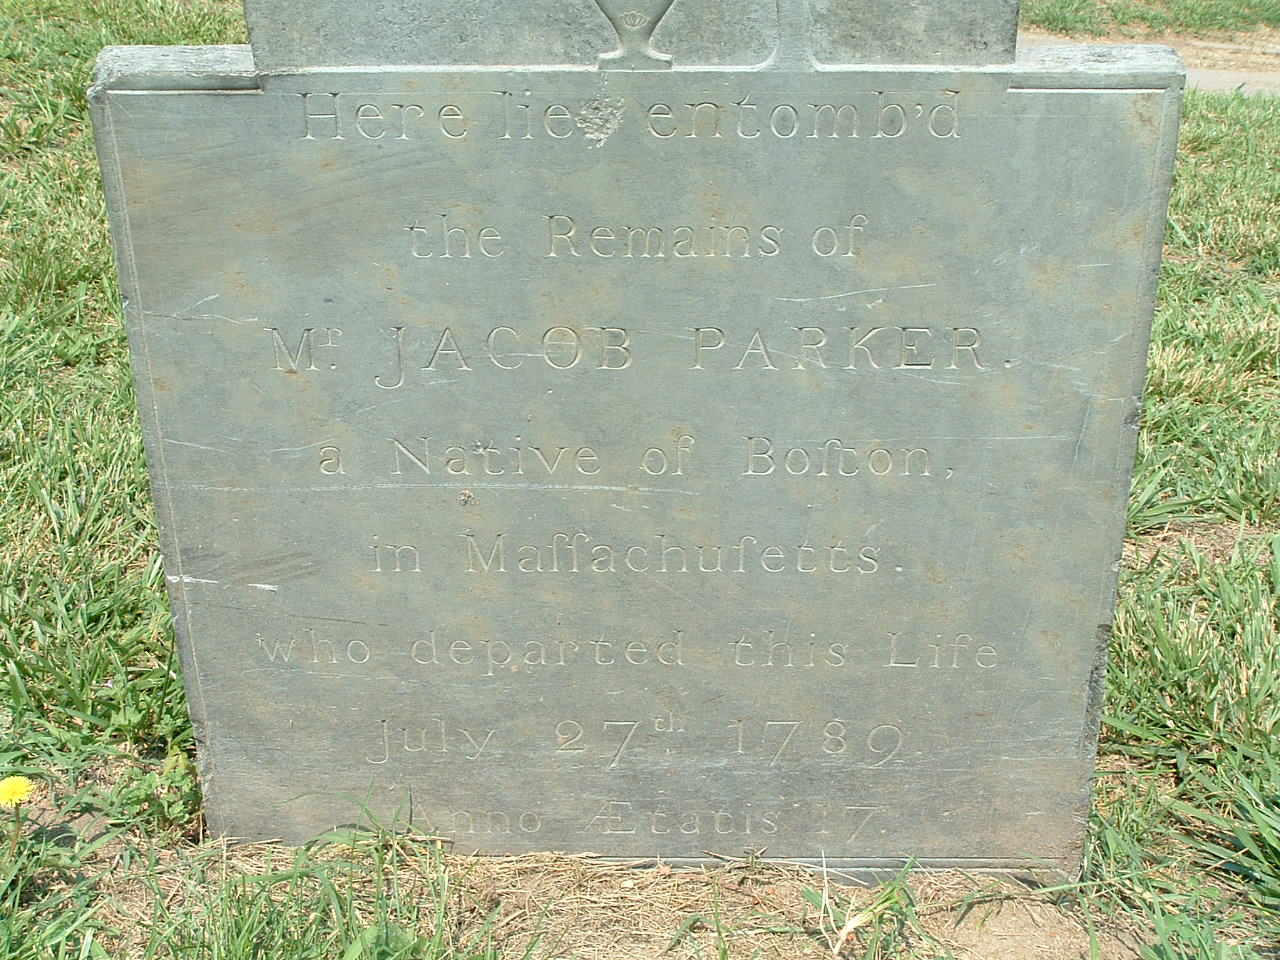 Here lies entomb'd
the Remains of
Mr. JACOB PARKER.
a Native of Boſton,
in Maſſachuſetts.
who departed this Life
July 27th. 1789.
Anno Ætatis 17.